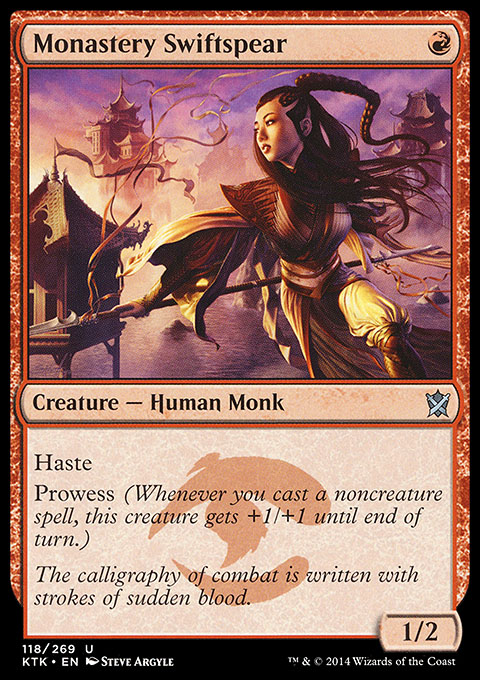 Monastery Swiftspear
Creature — Human Monk
Haste
Prowess (Whenever you cast a noncreature
spell, this creature gets +1/+1 until end of
turn.)
The calligraphy of combat is written with
strokes of sudden blood.
1/2
118/269 U
KTK • EN Steve Argyle
™ & © 2014 Wizards of the Coast